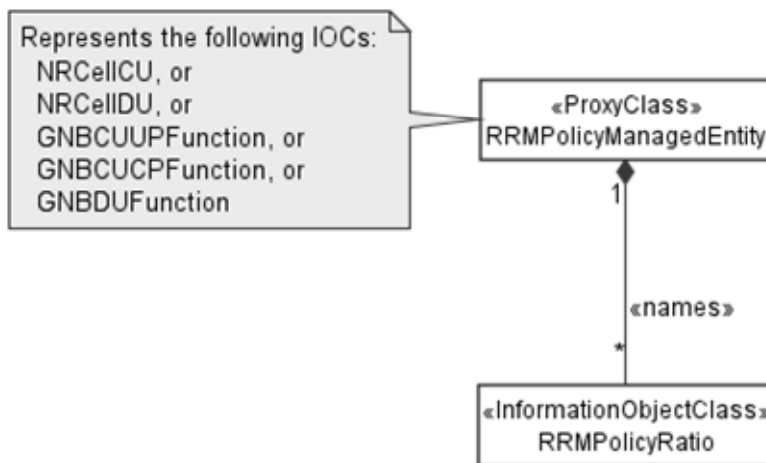 Represents the following IOCs:
NRCellCU, or
NRCellDU, or
GNBCUUPFunction, or
GNBCUCPFunction, or
GNBDUFunction
«ProxyClass»
RRMPolicyManagedEntity
1
«names»
*
«InformationObjectClass»
RRMPolicyRatio